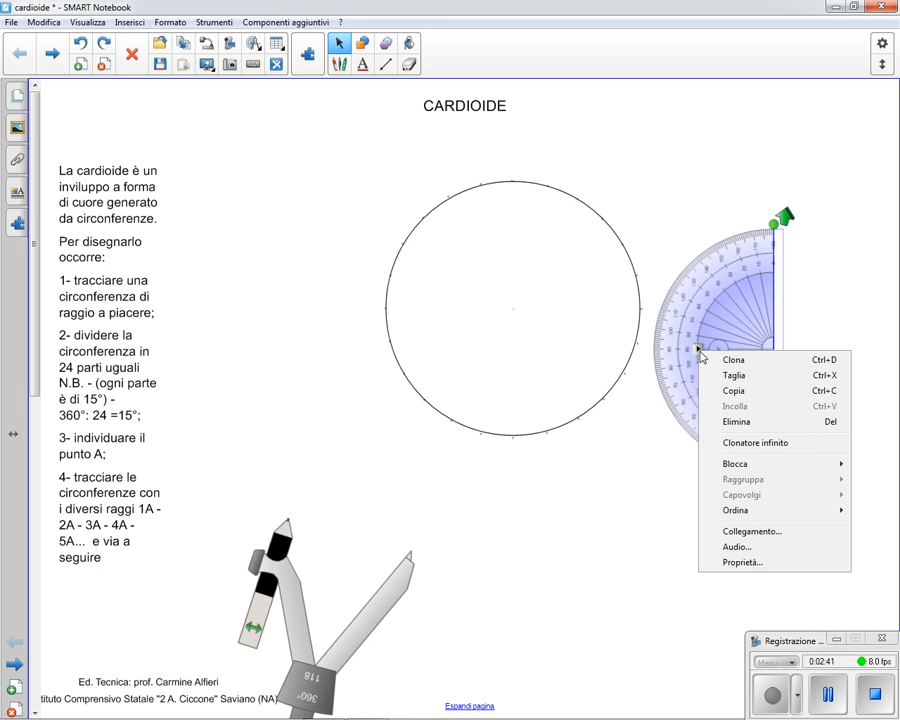 cardioide * - SMART Notebook
File Modifica Visualizza Inserisci Formato Strumenti Componenti aggiuntivi ?
CARDIOIDE
La cardioide è un
inviluppo a forma
di cuore generato
da circonferenze.
Per disegnarlo
occorre:
1- tracciare una
circonferenza di
raggio a piacere;
2- dividere la
circonferenza in
24 parti uguali
N.B. - (ogni parte
è di 15°) -
360°: 24 =15°;
3- individuare il
punto A;
4- tracciare le
circonferenze con
i diversi raggi 1A -
2A - 3A - 4A -
5A... e via a
seguire
Clona Ctrl+D
Taglia Ctrl+X
Copia Ctrl+C
Incolla Ctrl+V
Elimina Del
Clonatore infinito
Blocca
Raggruppa
Capovolgi
Ordina
Collegamento...
Audio...
Proprietà...
118
360°
Registrazione ...
Menu
0:02:41
8.0 fps
Ed. Tecnica: prof. Carmine Alfieri
tituto Comprensivo Statale "2 A. Ciccone" Saviano (NA)
Espandi pagina